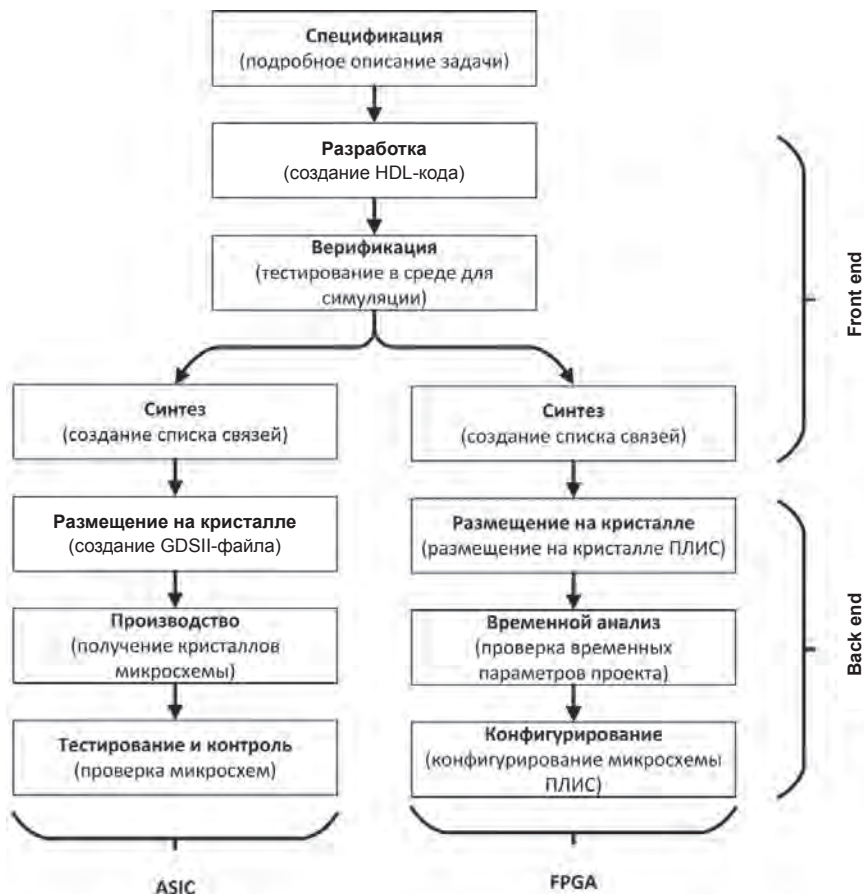 Спецификация
(подробное описание задачи)
Разработка
(создание HDL-кода)
Верификация
(тестирование в среде для
симуляции)
Front end
Синтез
(создание списка связей)
Синтез
(создание списка связей)
Размещение на кристалле
(создание GDSII-файла)
Размещение на кристалле
(размещение на кристалле ПЛИС)
Производство
(получение кристаллов
микросхемы)
Временной анализ
(проверка временных
параметров проекта)
Back end
Тестирование и контроль
(проверка микросхем)
Конфигурирование
(конфигурирование микросхемы
ПЛИС)
ASIC
FPGA